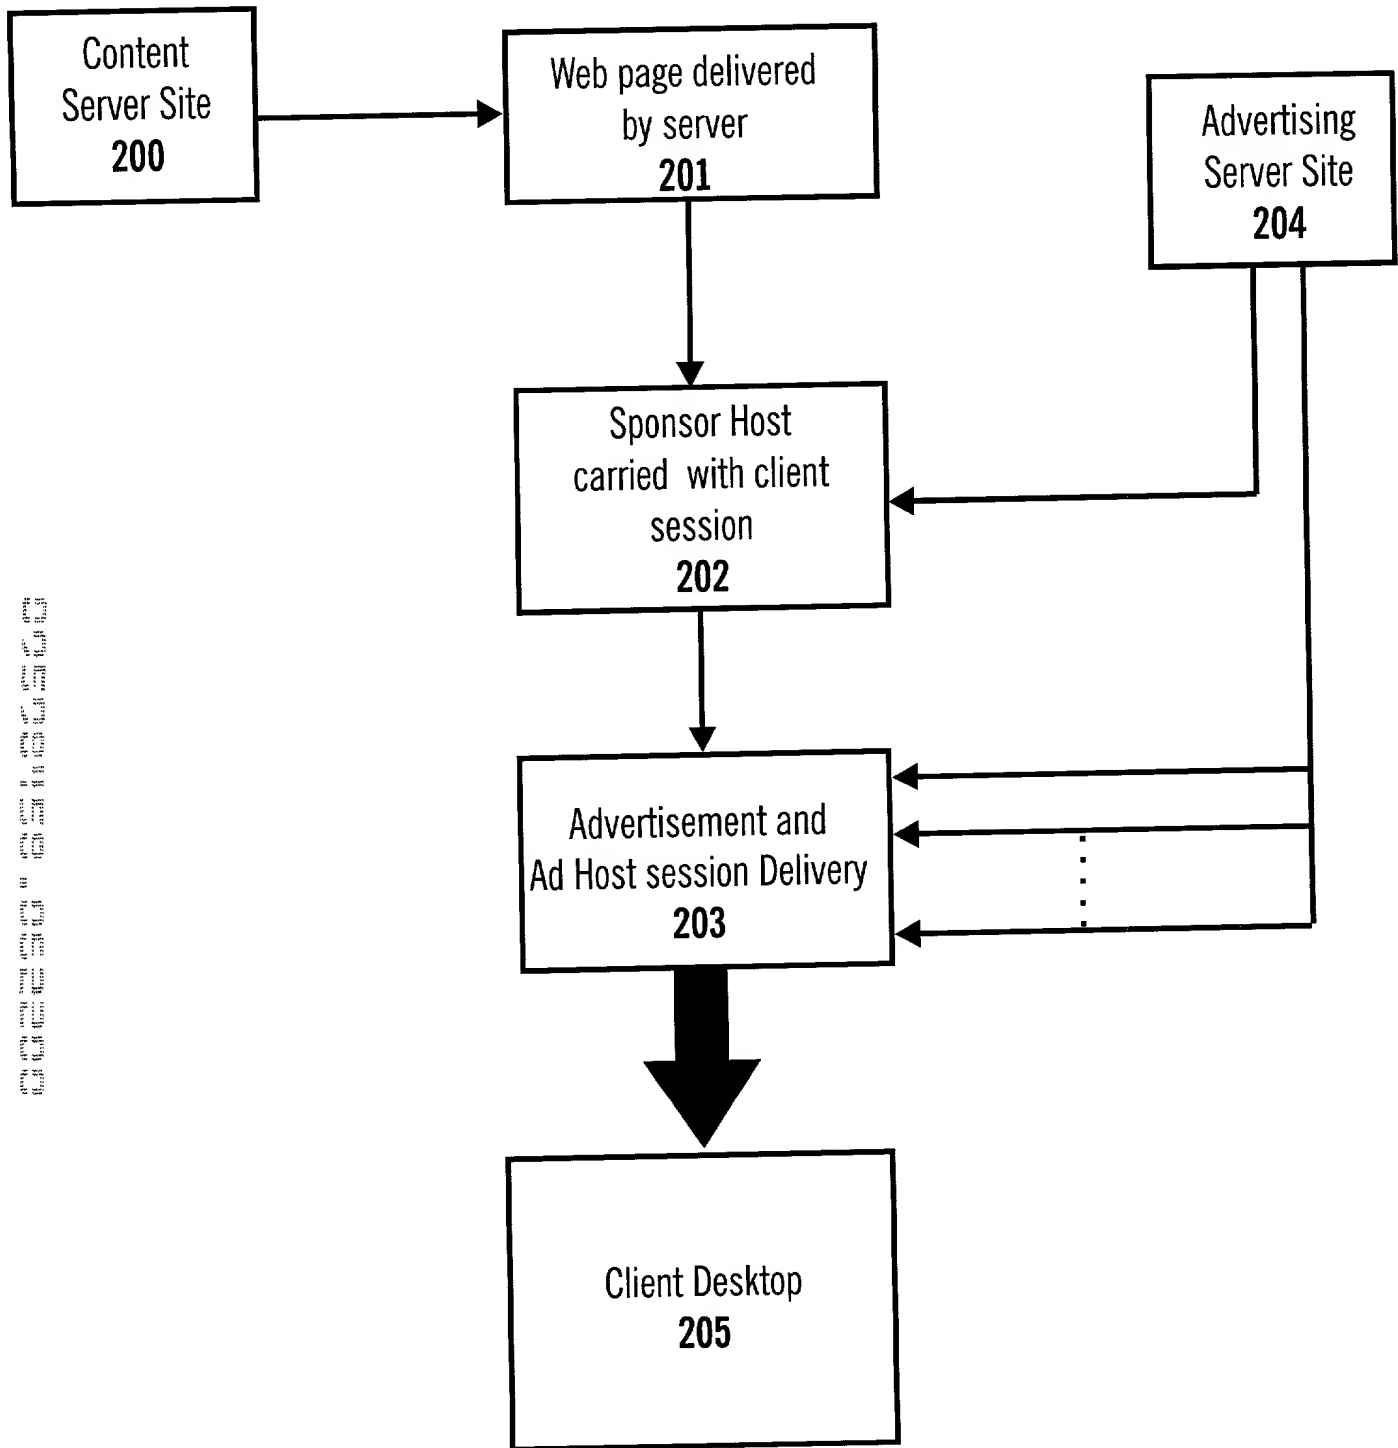 Content
Server Site
200
Web page delivered
by server
201
Advertising
Server Site
204
Sponsor Host
carried with client
session
202
Advertisement and
Ad Host session Delivery
203
Client Desktop
205